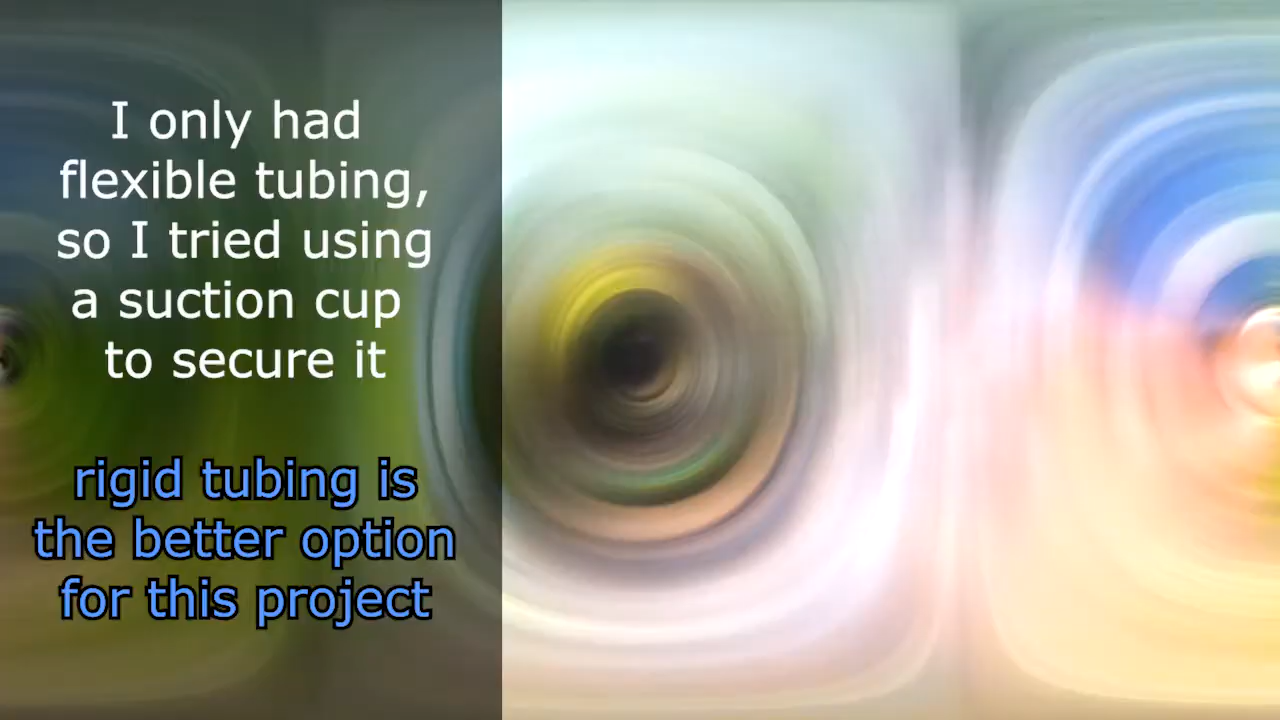 I only had
flexible tubing,
so I tried using
a suction cup
to secure it
rigid tubing is
the better option
for this project